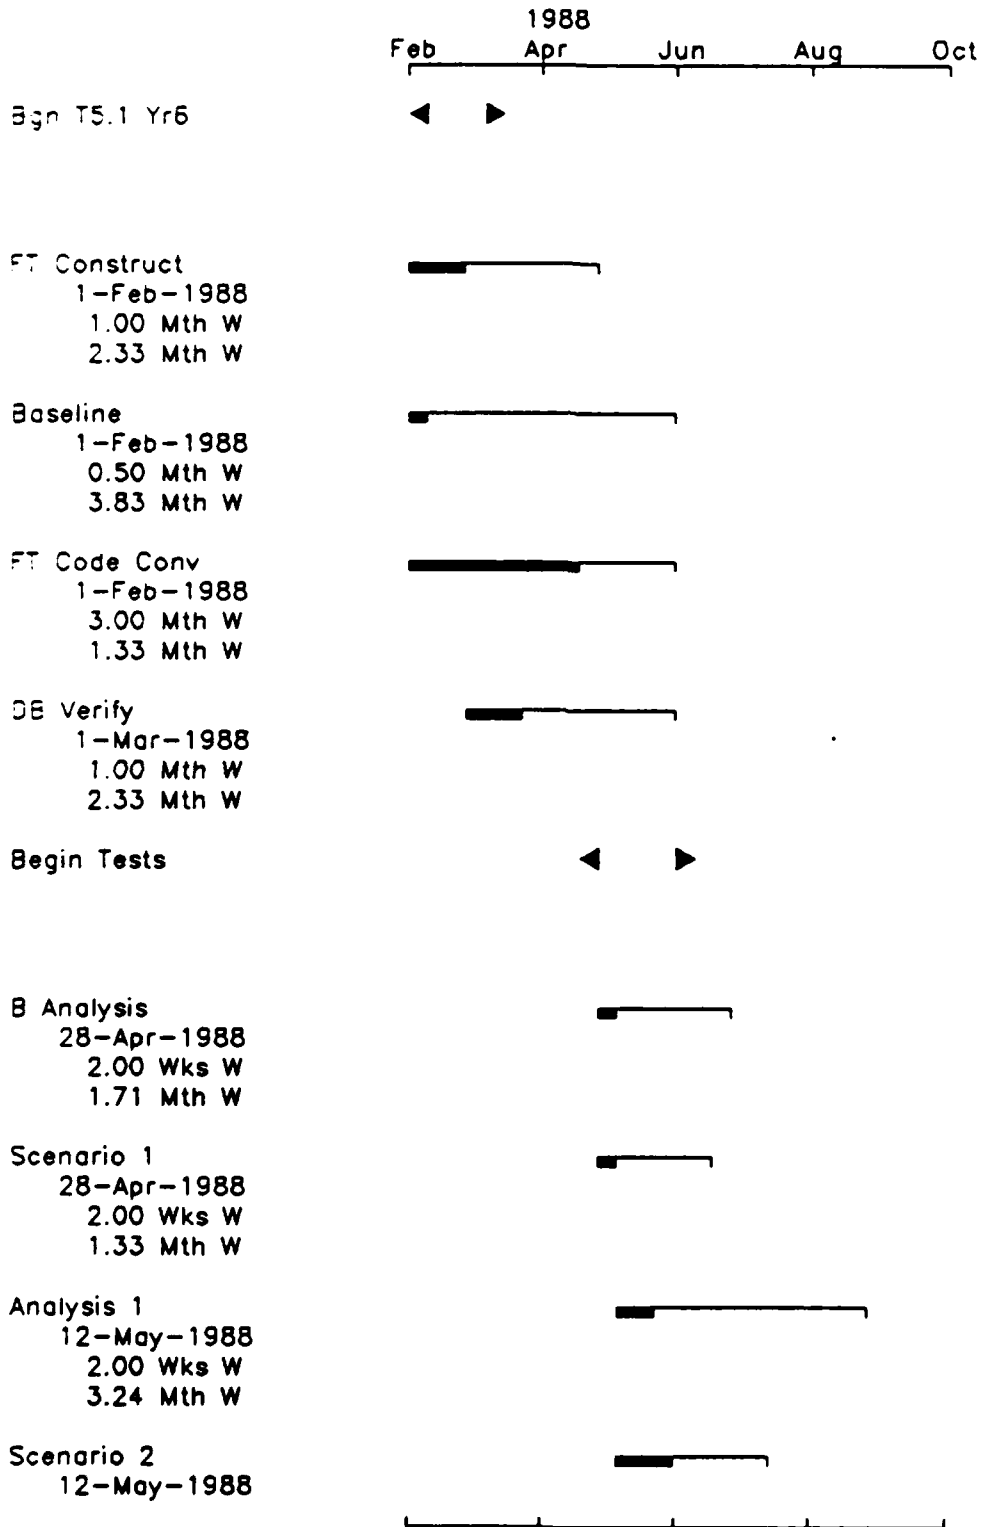 1988
Feb Apr Jun Aug Oct
Bgn T5.1 Yr6
FT Construct
1-Feb-1988
1.00 Mth W
2.33 Mth W
Baseline
1-Feb-1988
0.50 Mth W
3.83 Mth W
FT Code Conv
1-Feb-1988
3.00 Mth W
1.33 Mth W
DB Verify
1-Mar-1988
1.00 Mth W
2.33 Mth W
Begin Tests
B Analysis
28-Apr-1988
2.00 Wks W
1.71 Mth W
Scenario 1
28-Apr-1988
2.00 Wks W
1.33 Mth W
Analysis 1
12-May-1988
2.00 Wks W
3.24 Mth W
Scenario 2
12-May-1988